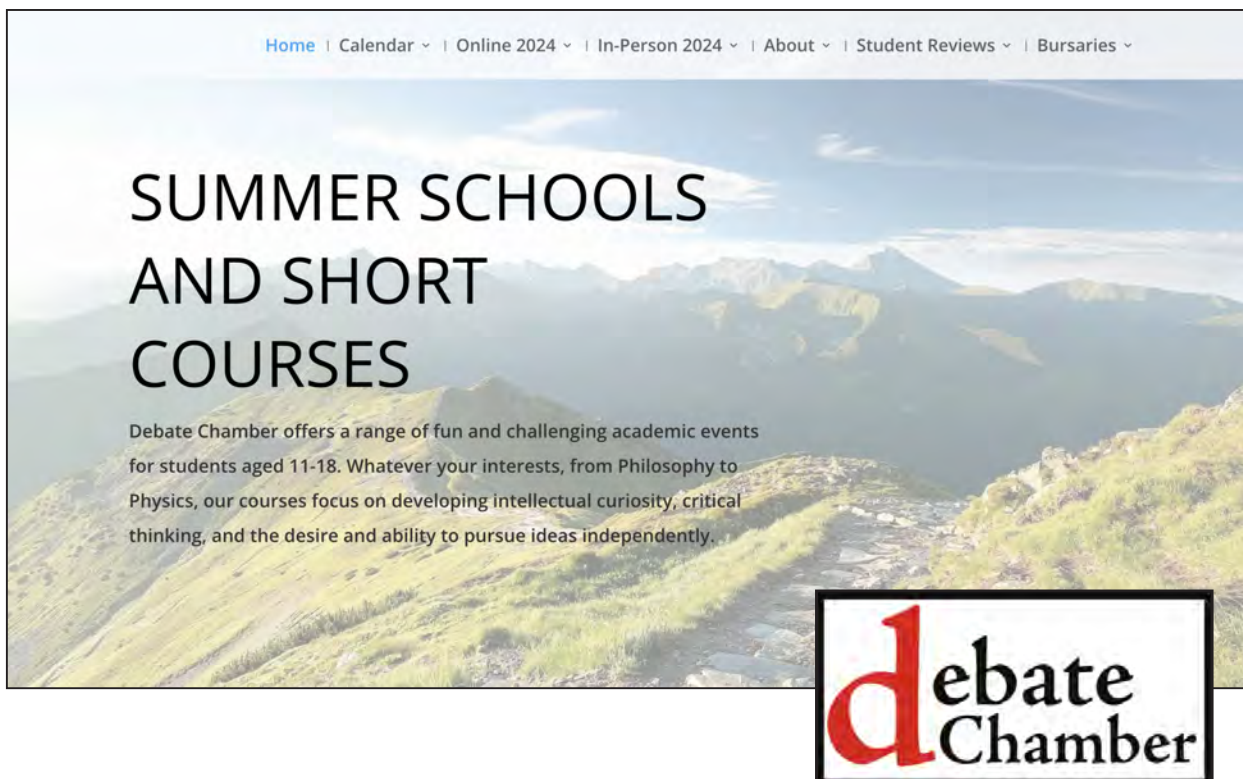 Home | Calendar | Online 2024 | In-Person 2024 | About | Student Reviews | Bursaries
SUMMER SCHOOLS
AND SHORT
COURSES
Debate Chamber offers a range of fun and challenging academic events
for students aged 11-18. Whatever your interests, from Philosophy to
Physics, our courses focus on developing intellectual curiosity, critical
thinking, and the desire and ability to pursue ideas independently.
debate
Chamber